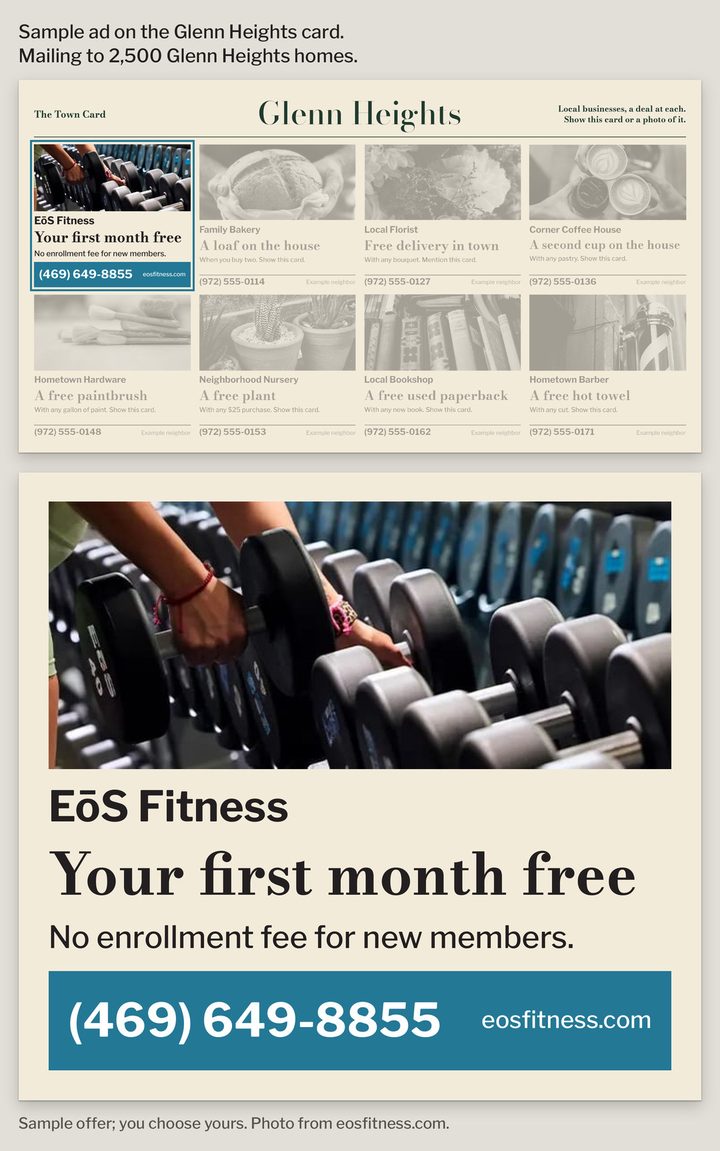 Sample ad on the Glenn Heights card.
Mailing to 2,500 Glenn Heights homes.
The Town Card
Glenn Heights
Local businesses, a deal at each.
Show this card or a photo of it.
EōS Fitness
Your first month free
No enrollment fee for new members.
(469) 649-8855 eosfitness.com
Family Bakery
A loaf on the house
When you buy two. Show this card.
(972) 555-0114 Example neighbor
Local Florist
Free delivery in town
With any bouquet. Mention this card.
(972) 555-0127 Example neighbor
Corner Coffee House
A second cup on the house
With any pastry. Show this card.
(972) 555-0136 Example neighbor
Hometown Hardware
A free paintbrush
With any gallon of paint. Show this card.
(972) 555-0148 Example neighbor
Neighborhood Nursery
A free plant
With any $25 purchase. Show this card.
(972) 555-0153 Example neighbor
Local Bookshop
A free used paperback
With any new book. Show this card.
(972) 555-0162 Example neighbor
Hometown Barber
A free hot towel
With any cut. Show this card.
(972) 555-0171 Example neighbor
EōS
40
EōS Fitness
Your first month free
No enrollment fee for new members.
(469) 649-8855 eosfitness.com
Sample offer; you choose yours. Photo from eosfitness.com.